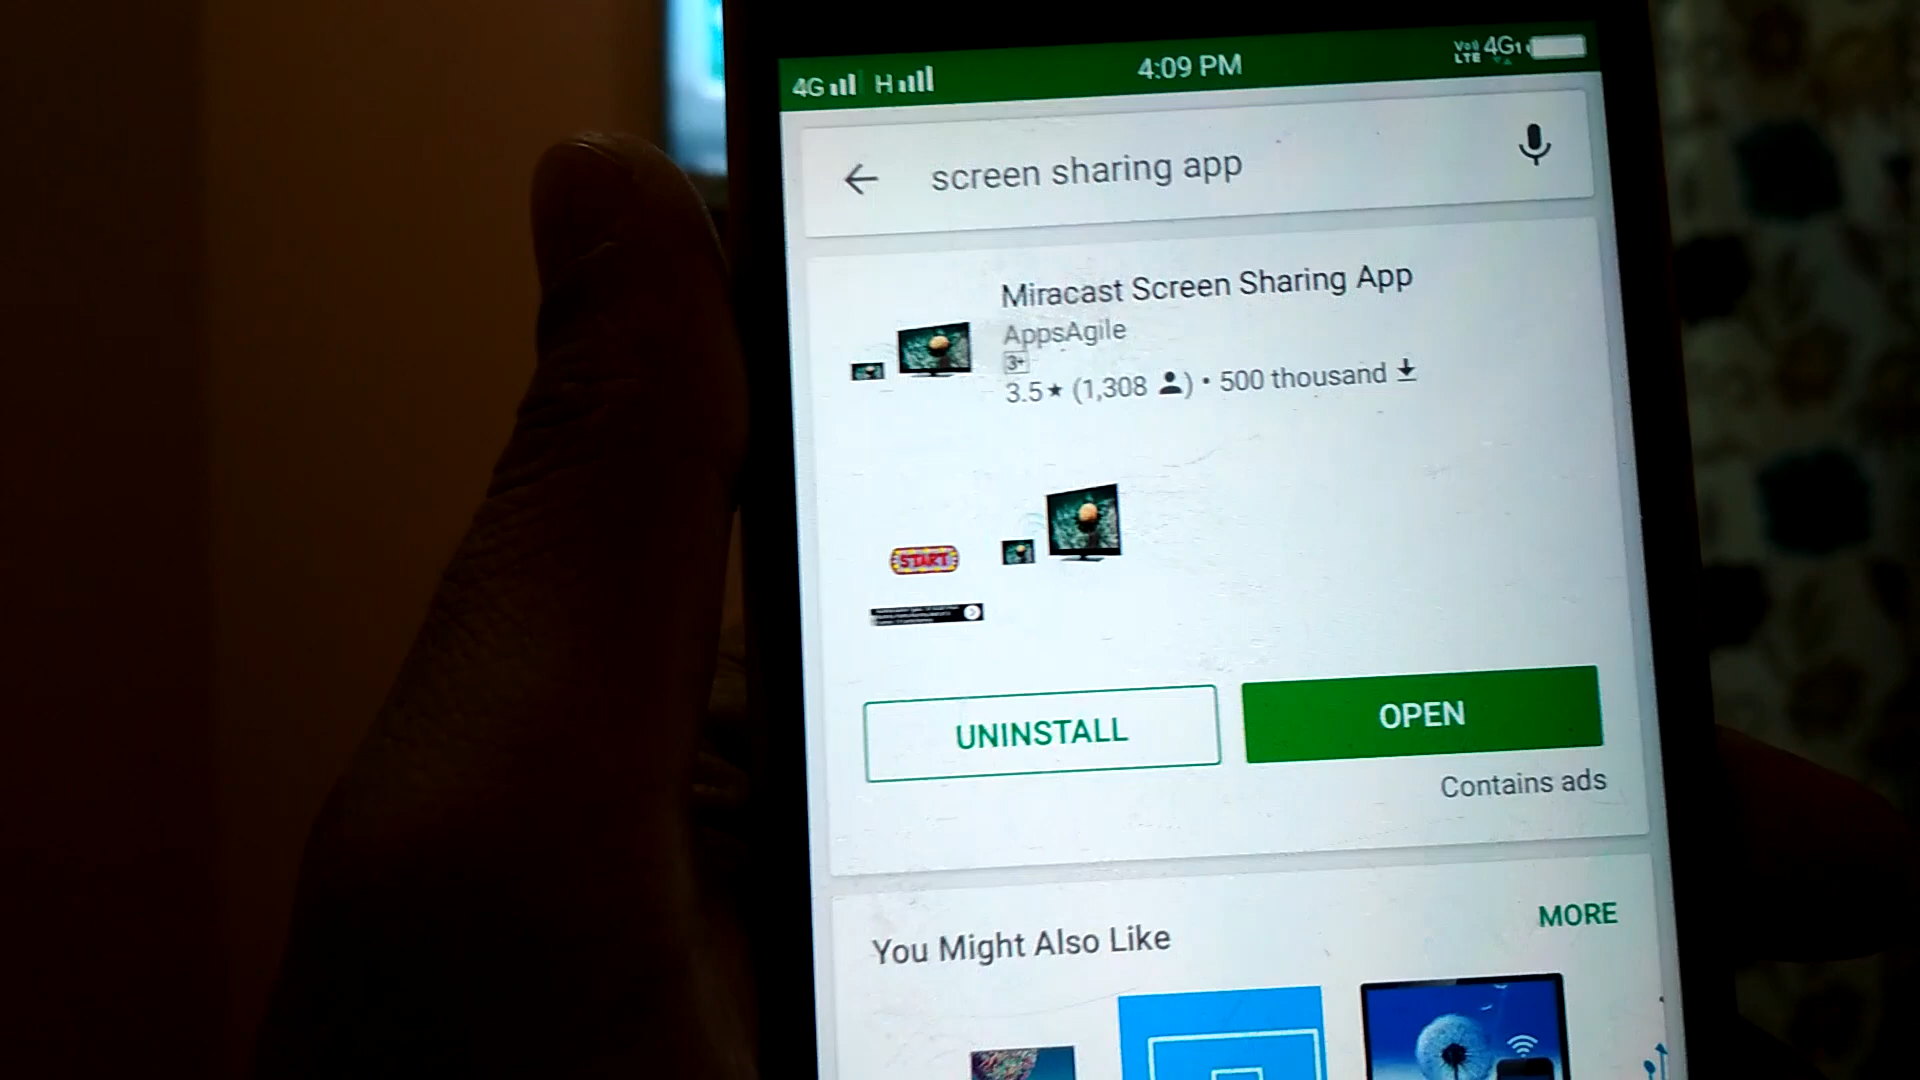 4G H 4:09 PM VoLTE 4G1
screen sharing app
Miracast Screen Sharing App
AppsAgile
3+
3.5★ (1,308 ) • 500 thousand
START
UNINSTALL
OPEN
Contains ads
You Might Also Like
MORE